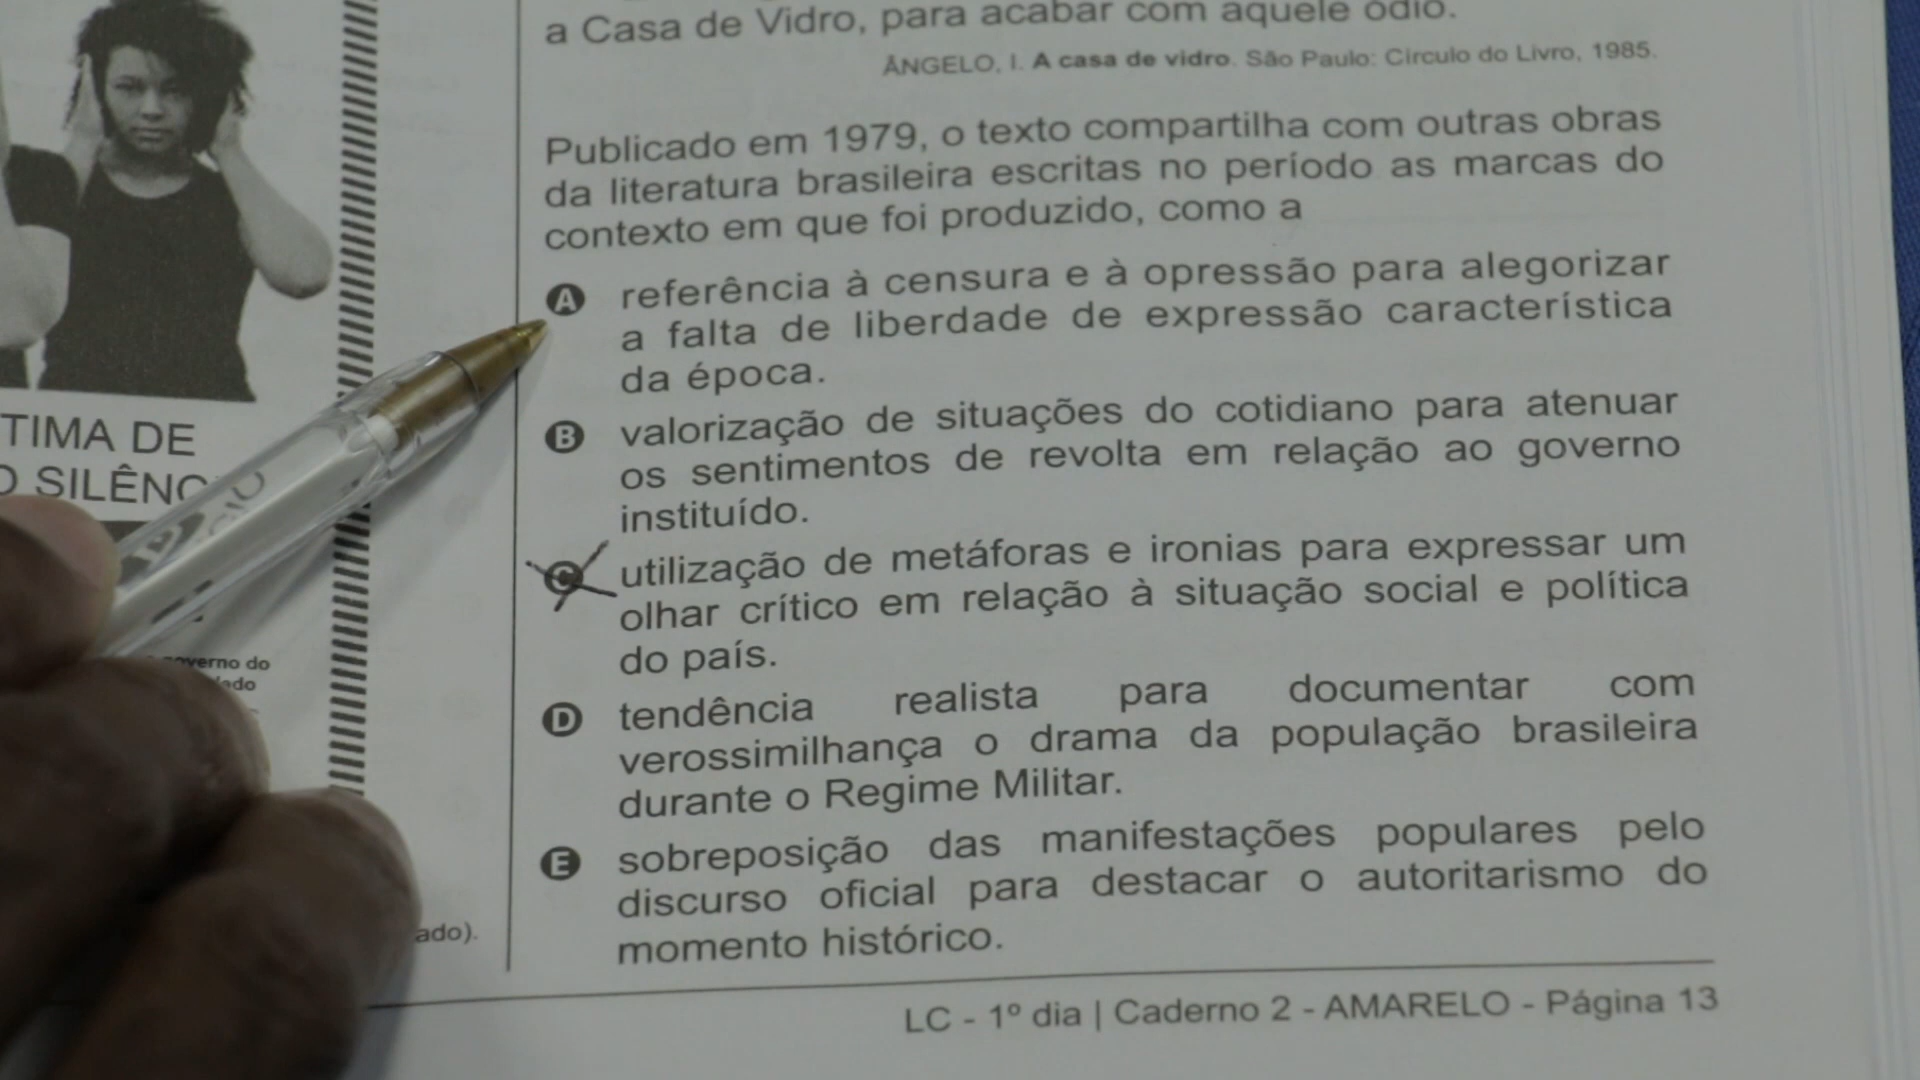 TIMA DE
O SILÊNC
governo do
ado).
a Casa de Vidro, para acabar com aquele ódio.
ÂNGELO, I. A casa de vidro. São Paulo: Círculo do Livro, 1985.
Publicado em 1979, o texto compartilha com outras obras
da literatura brasileira escritas no período as marcas do
contexto em que foi produzido, como a
A referência à censura e à opressão para alegorizar
a falta de liberdade de expressão característica
da época.
B valorização de situações do cotidiano para atenuar
os sentimentos de revolta em relação ao governo
instituído.
C utilização de metáforas e ironias para expressar um
olhar crítico em relação à situação social e política
do país.
D tendência realista para documentar com
verossimilhança o drama da população brasileira
durante o Regime Militar.
E sobreposição das manifestações populares pelo
discurso oficial para destacar o autoritarismo do
momento histórico.
LC - 1º dia | Caderno 2 - AMARELO - Página 13